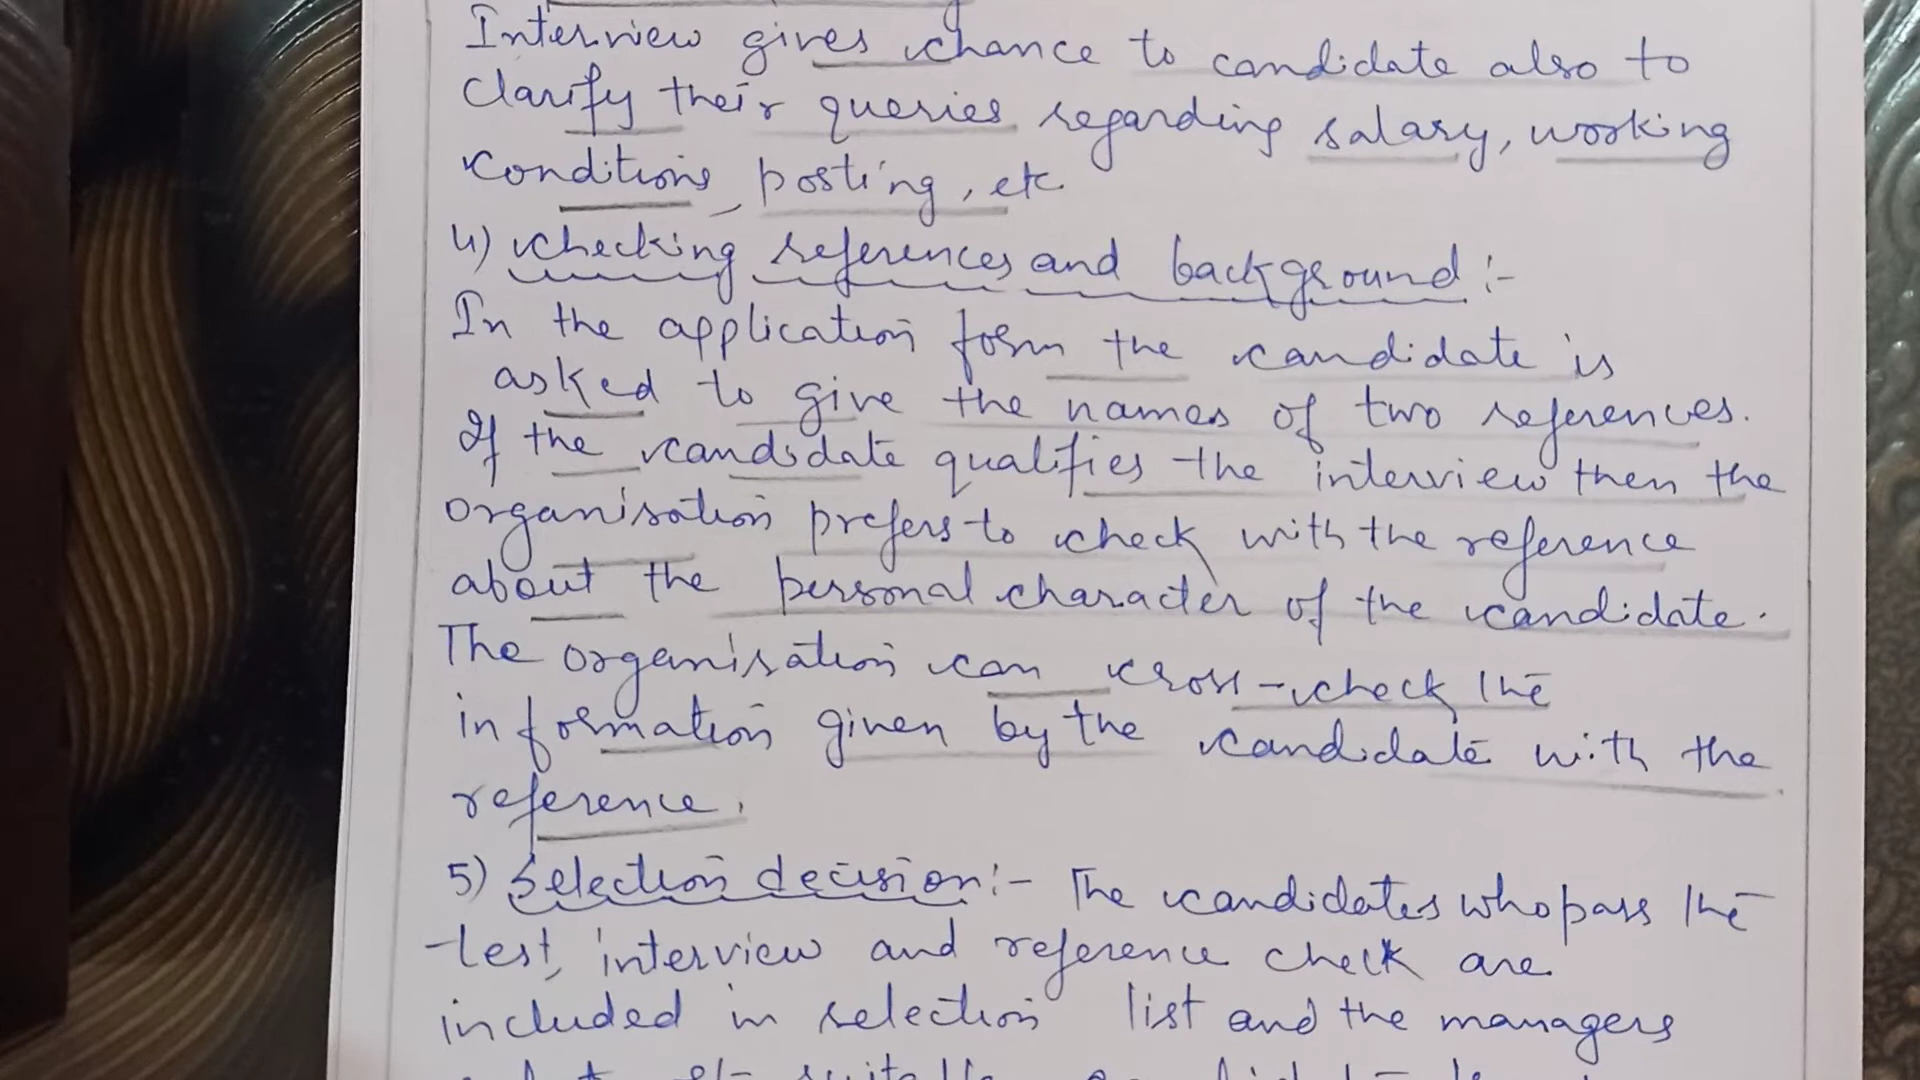 Interview gives chance to candidate also to
clarify their queries regarding salary, working
conditions, posting, etc
4) checking references and background :-
In the application form the candidate is
asked to give the names of two references.
If the candidate qualifies the interview then the
organisation prefers to check with the reference
about the personal character of the candidate.
The organisation can cross-check the
information given by the candidate with the
reference.
5) Selection decision :- The candidates who pass the
test, interview and reference check are
included in selection list and the managers